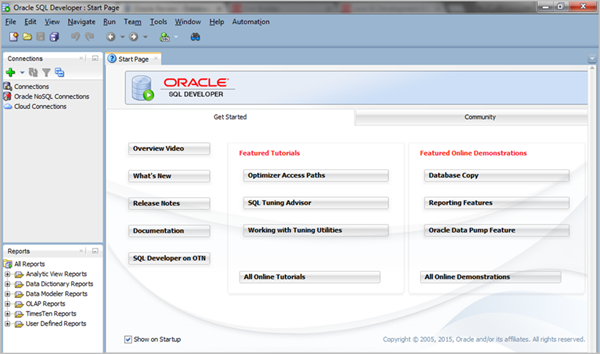 Oracle SQL Developer : Start Page
File Edit View Navigate Run Team Tools Window Help Automation
Connections
Connections
Oracle NoSQL Connections
Cloud Connections
Reports
All Reports
Analytic View Reports
Data Dictionary Reports
Data Modeler Reports
OLAP Reports
TimesTen Reports
User Defined Reports
Start Page
ORACLE
SQL DEVELOPER
Get Started
Community
Overview Video
What's New
Release Notes
Documentation
SQL Developer on OTN
Featured Tutorials
Optimizer Access Paths
SQL Tuning Advisor
Working with Tuning Utilities
All Online Tutorials
Featured Online Demonstrations
Database Copy
Reporting Features
Oracle Data Pump Feature
All Online Demonstrations
Show on Startup
Copyright © 2005, 2015, Oracle and/or its affiliates. All rights reserved.